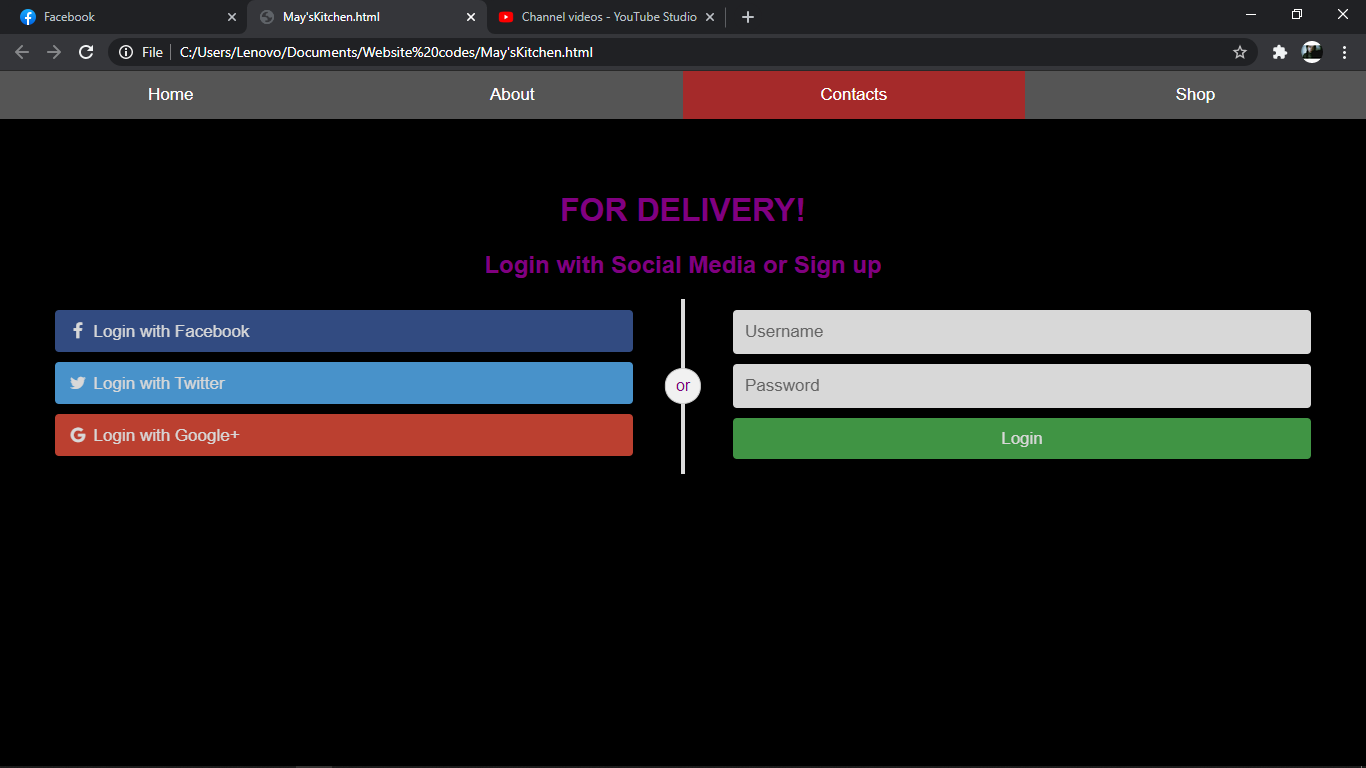 Facebook
May'sKitchen.html
Channel videos - YouTube Studio
File
C:/Users/Lenovo/Documents/Website%20codes/May'sKitchen.html
Home
About
Contacts
Shop
FOR DELIVERY!
Login with Social Media or Sign up
Login with Facebook
Login with Twitter
Login with Google+
or
Username
Password
Login